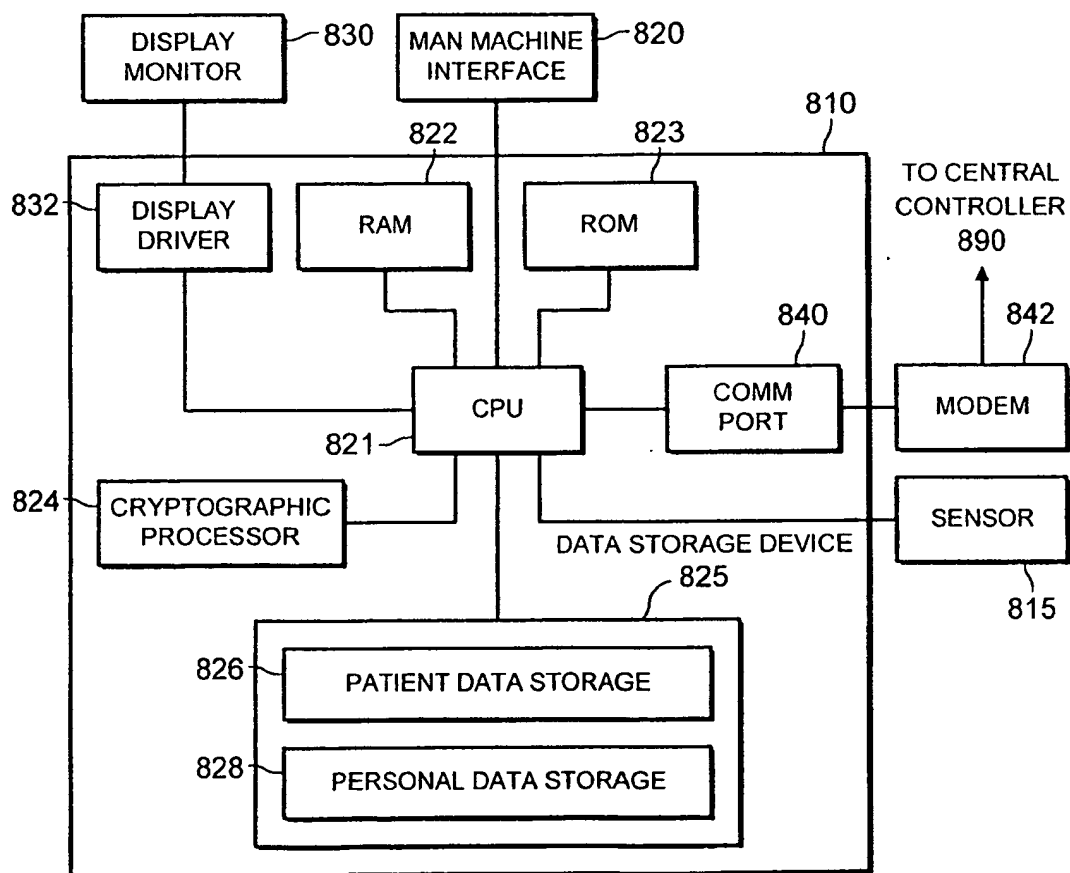 DISPLAY
MONITOR
830
MAN MACHINE
INTERFACE
820
810
822
823
832
DISPLAY
DRIVER
RAM
ROM
TO CENTRAL
CONTROLLER
890
840
842
CPU
821
COMM
PORT
MODEM
824
CRYPTOGRAPHIC
PROCESSOR
SENSOR
815
DATA STORAGE DEVICE
825
826
PATIENT DATA STORAGE
828
PERSONAL DATA STORAGE